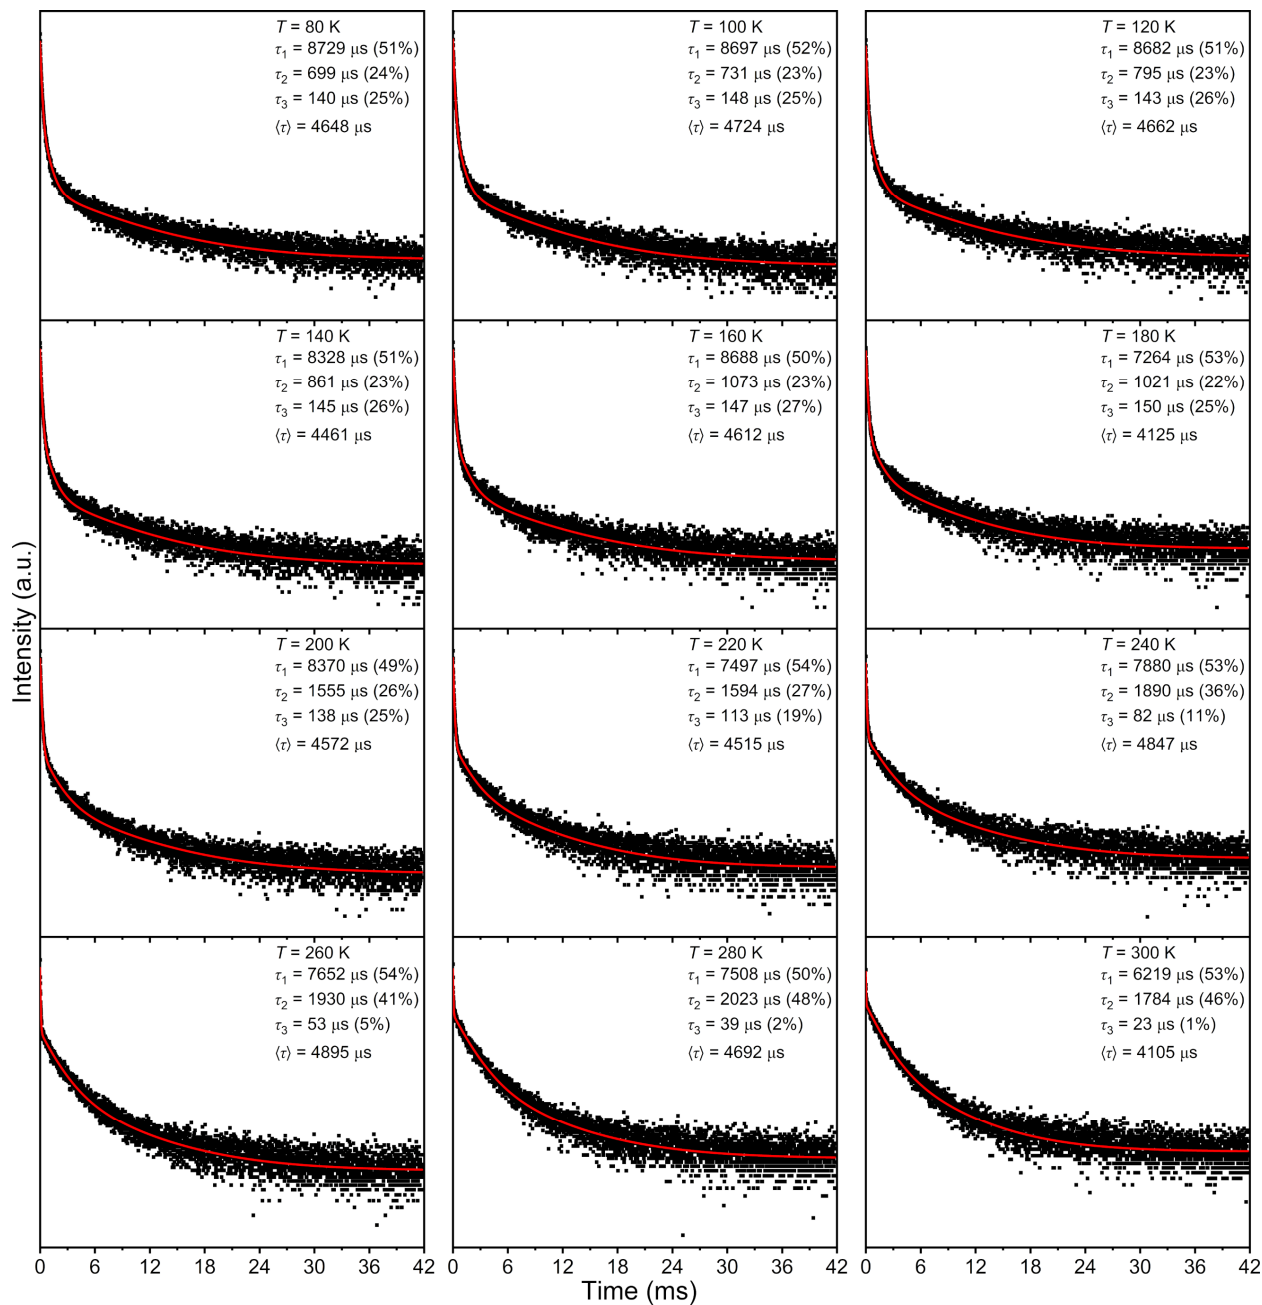 T = 80 K
τ1 = 8729 μs (51%)
τ2 = 699 μs (24%)
τ3 = 140 μs (25%)
⟨τ⟩ = 4648 μs
T = 100 K
τ1 = 8697 μs (52%)
τ2 = 731 μs (23%)
τ3 = 148 μs (25%)
⟨τ⟩ = 4724 μs
T = 120 K
τ1 = 8682 μs (51%)
τ2 = 795 μs (23%)
τ3 = 143 μs (26%)
⟨τ⟩ = 4662 μs
T = 140 K
τ1 = 8328 μs (51%)
τ2 = 861 μs (23%)
τ3 = 145 μs (26%)
⟨τ⟩ = 4461 μs
T = 160 K
τ1 = 8688 μs (50%)
τ2 = 1073 μs (23%)
τ3 = 147 μs (27%)
⟨τ⟩ = 4612 μs
T = 180 K
τ1 = 7264 μs (53%)
τ2 = 1021 μs (22%)
τ3 = 150 μs (25%)
⟨τ⟩ = 4125 μs
Intensity (a.u.)
T = 200 K
τ1 = 8370 μs (49%)
τ2 = 1555 μs (26%)
τ3 = 138 μs (25%)
⟨τ⟩ = 4572 μs
T = 220 K
τ1 = 7497 μs (54%)
τ2 = 1594 μs (27%)
τ3 = 113 μs (19%)
⟨τ⟩ = 4515 μs
T = 240 K
τ1 = 7880 μs (53%)
τ2 = 1890 μs (36%)
τ3 = 82 μs (11%)
⟨τ⟩ = 4847 μs
T = 260 K
τ1 = 7652 μs (54%)
τ2 = 1930 μs (41%)
τ3 = 53 μs (5%)
⟨τ⟩ = 4895 μs
T = 280 K
τ1 = 7508 μs (50%)
τ2 = 2023 μs (48%)
τ3 = 39 μs (2%)
⟨τ⟩ = 4692 μs
T = 300 K
τ1 = 6219 μs (53%)
τ2 = 1784 μs (46%)
τ3 = 23 μs (1%)
⟨τ⟩ = 4105 μs
0 6 12 18 24 30 36 42 0 6 12 18 24 30 36 42 0 6 12 18 24 30 36 42
Time (ms)